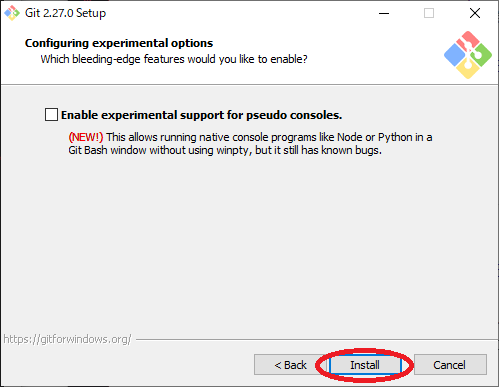 Git 2.27.0 Setup
Configuring experimental options
Which bleeding-edge features would you like to enable?
Enable experimental support for pseudo consoles.
(NEW!) This allows running native console programs like Node or Python in a
Git Bash window without using winpty, but it still has known bugs.
https://gitforwindows.org/
< Back Install Cancel